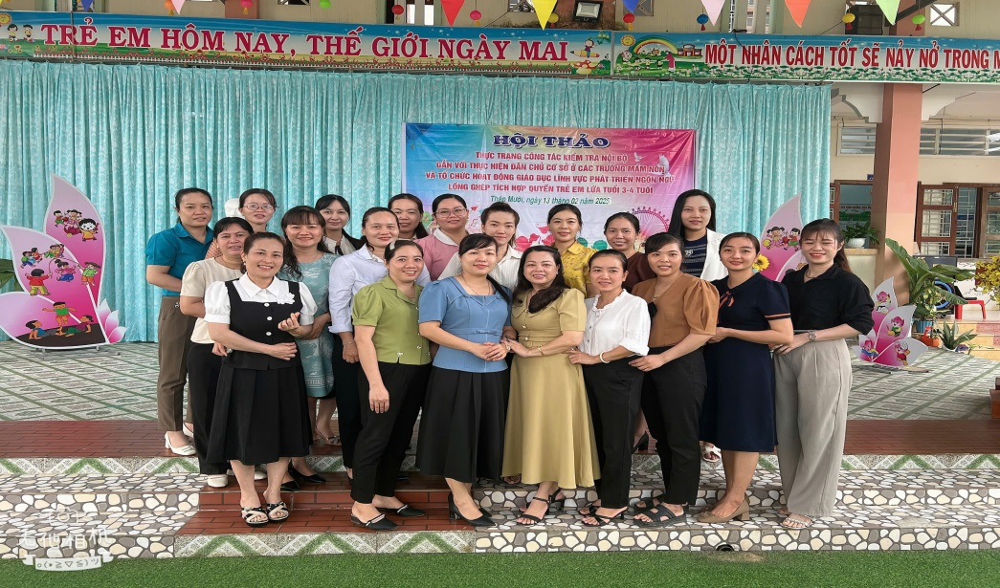 TRẺ EM HÔM NAY, THẾ GIỚI NGÀY MAI
MỘT NHÂN CÁCH TỐT SẼ NẢY NỞ TRONG
HỘI THẢO
THỰC TRẠNG CÔNG TÁC KIỂM TRA NỘI BỘ
GẮN VỚI THỰC HIỆN DÂN CHỦ CƠ SỞ Ở CÁC TRƯỜNG MẦM NON
VÀ TỔ CHỨC HOẠT ĐỘNG GIÁO DỤC LĨNH VỰC PHÁT TRIỂN NGÔN NGỮ
LỒNG GHÉP TÍCH HỢP QUYỀN TRẺ EM LỨA TUỔI 3-4 TUỔI
Tháp Mười, ngày 13 tháng 02 năm 2025